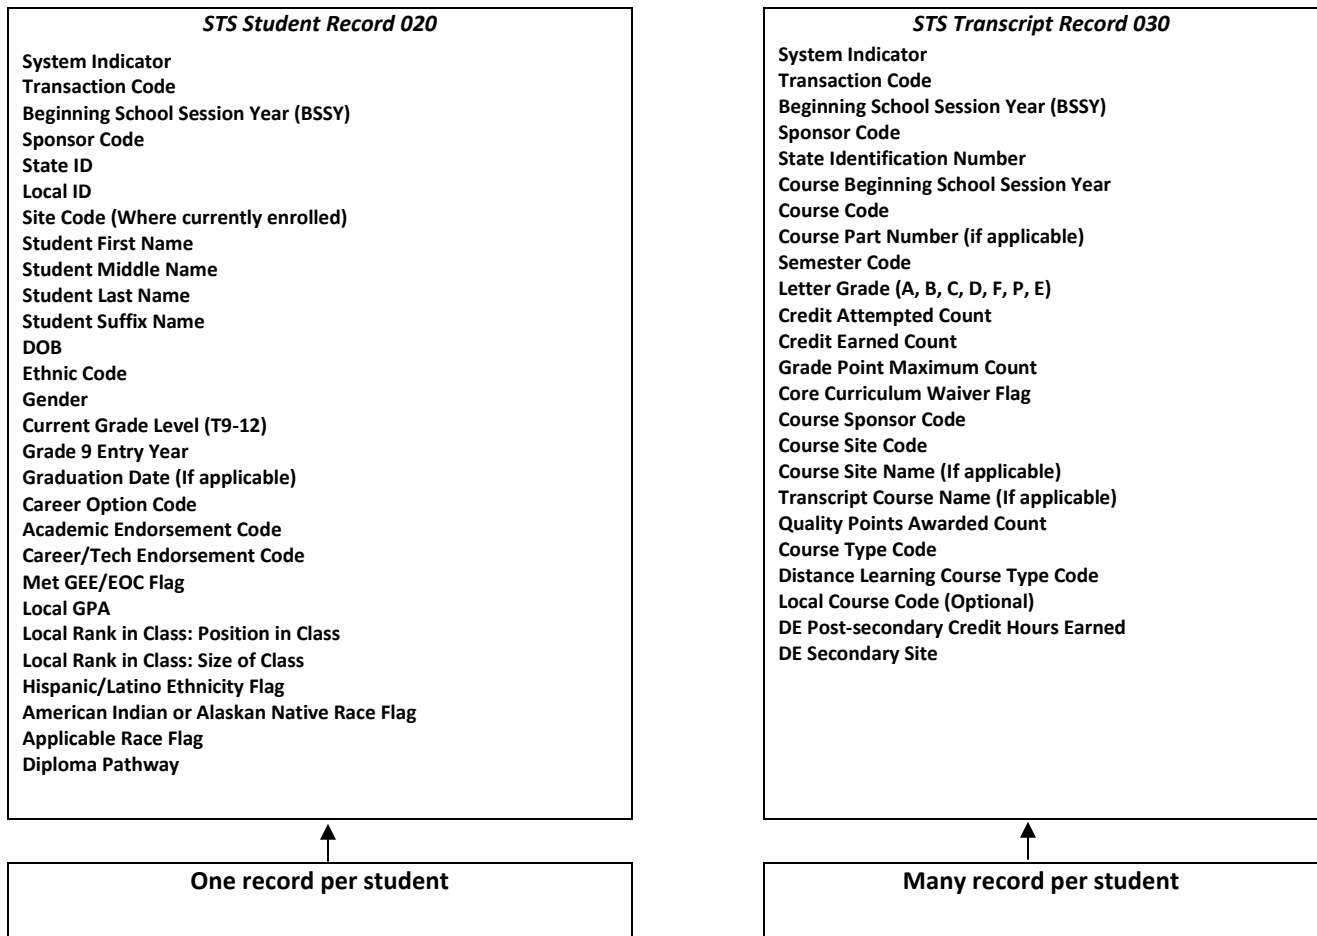 STS Student Record 020
System Indicator
Transaction Code
Beginning School Session Year (BSSY)
Sponsor Code
State ID
Local ID
Site Code (Where currently enrolled)
Student First Name
Student Middle Name
Student Last Name
Student Suffix Name
DOB
Ethnic Code
Gender
Current Grade Level (T9-12)
Grade 9 Entry Year
Graduation Date (If applicable)
Career Option Code
Academic Endorsement Code
Career/Tech Endorsement Code
Met GEE/EOC Flag
Local GPA
Local Rank in Class: Position in Class
Local Rank in Class: Size of Class
Hispanic/Latino Ethnicity Flag
American Indian or Alaskan Native Race Flag
Applicable Race Flag
Diploma Pathway
One record per student
STS Transcript Record 030
System Indicator
Transaction Code
Beginning School Session Year (BSSY)
Sponsor Code
State Identification Number
Course Beginning School Session Year
Course Code
Course Part Number (if applicable)
Semester Code
Letter Grade (A, B, C, D, F, P, E)
Credit Attempted Count
Credit Earned Count
Grade Point Maximum Count
Core Curriculum Waiver Flag
Course Sponsor Code
Course Site Code
Course Site Name (If applicable)
Transcript Course Name (If applicable)
Quality Points Awarded Count
Course Type Code
Distance Learning Course Type Code
Local Course Code (Optional)
DE Post-secondary Credit Hours Earned
DE Secondary Site
Many record per student